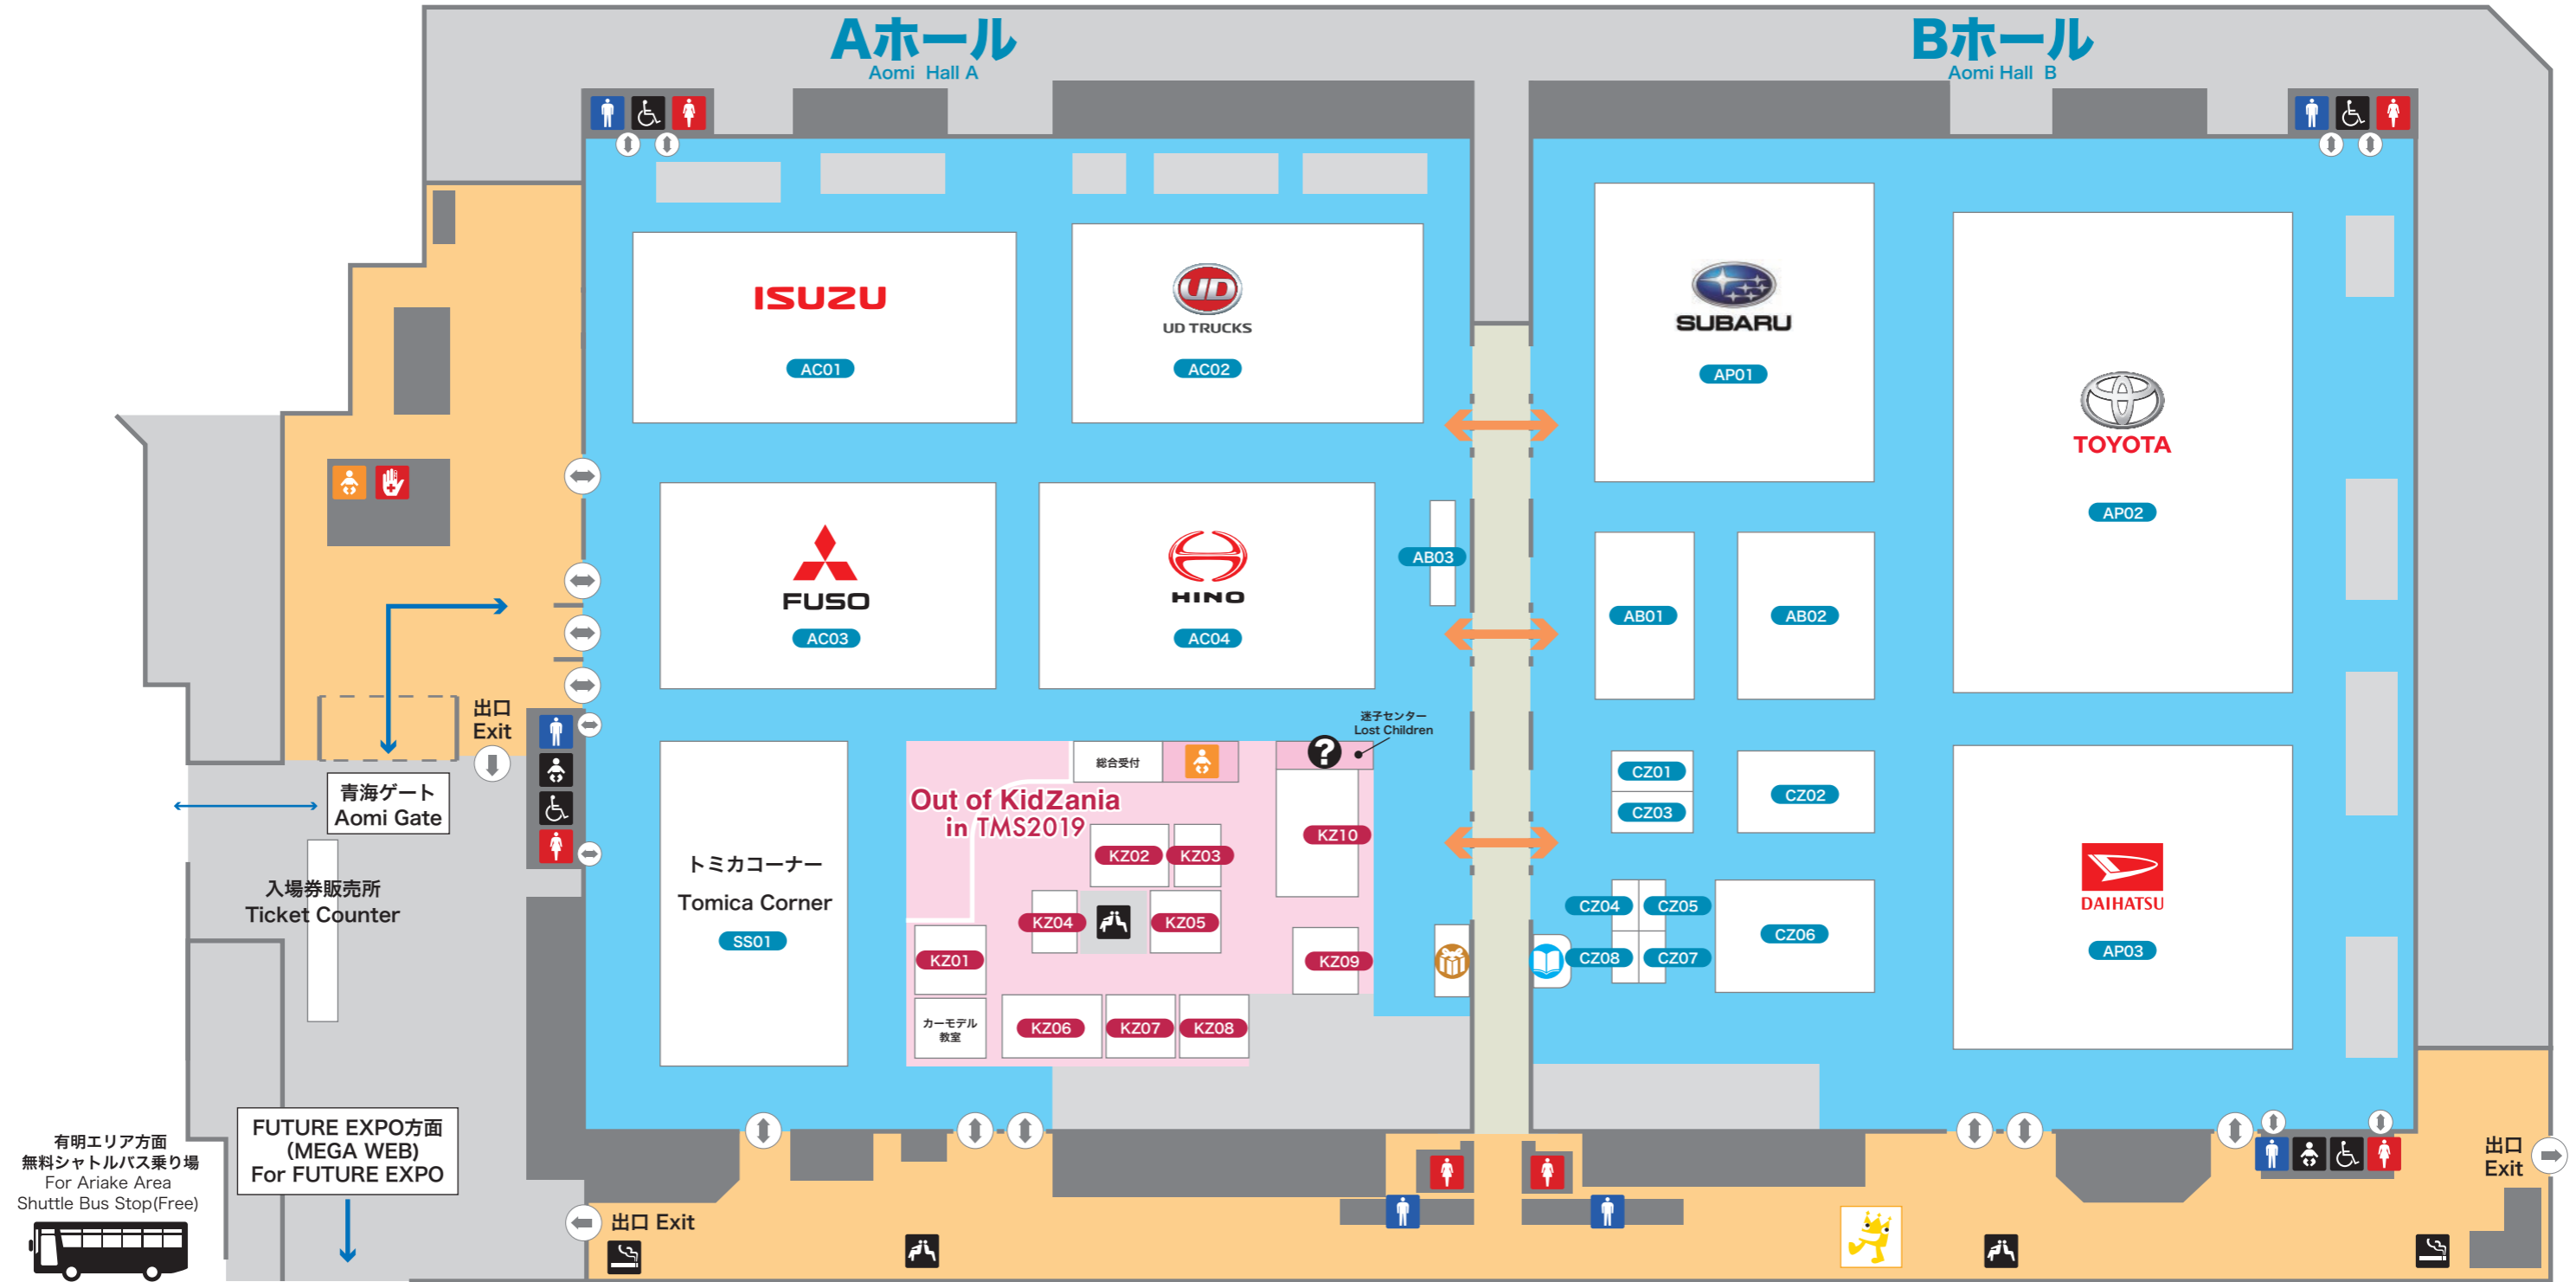 Aホール
Aomi Hall A
Bホール
Aomi Hall B
ISUZU
AC01
UD
UD TRUCKS
AC02
SUBARU
AP01
TOYOTA
AP02
FUSO
AC03
HINO
AC04
AB03
AB01
AB02
出口
Exit
青海ゲート
Aomi Gate
入場券販売所
Ticket Counter
トミカコーナー
Tomica Corner
SS01
総合受付
?
迷子センター
Lost Children
Out of KidZania
in TMS2019
KZ02
KZ03
KZ10
KZ04
KZ05
KZ01
KZ09
カーモデル
教室
KZ06
KZ07
KZ08
CZ01
CZ03
CZ02
CZ04
CZ05
CZ06
CZ08
CZ07
DAIHATSU
AP03
有明エリア方面
無料シャトルバス乗り場
For Ariake Area
Shuttle Bus Stop(Free)
FUTURE EXPO方面
（MEGA WEB）
For FUTURE EXPO
出口 Exit
出口
Exit